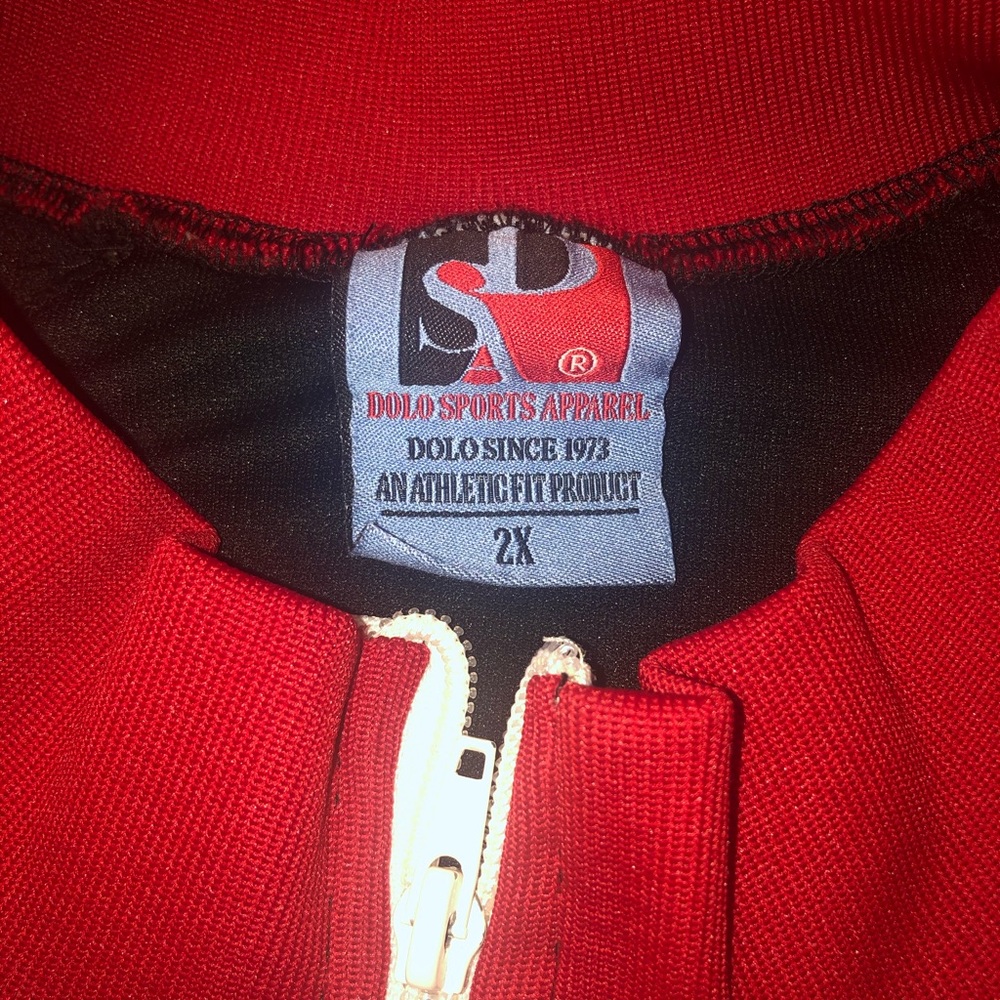 SDA
®
DOLO SPORTS APPAREL
DOLO SINCE 1973
AN ATHLETIC FIT PRODUCT
2X